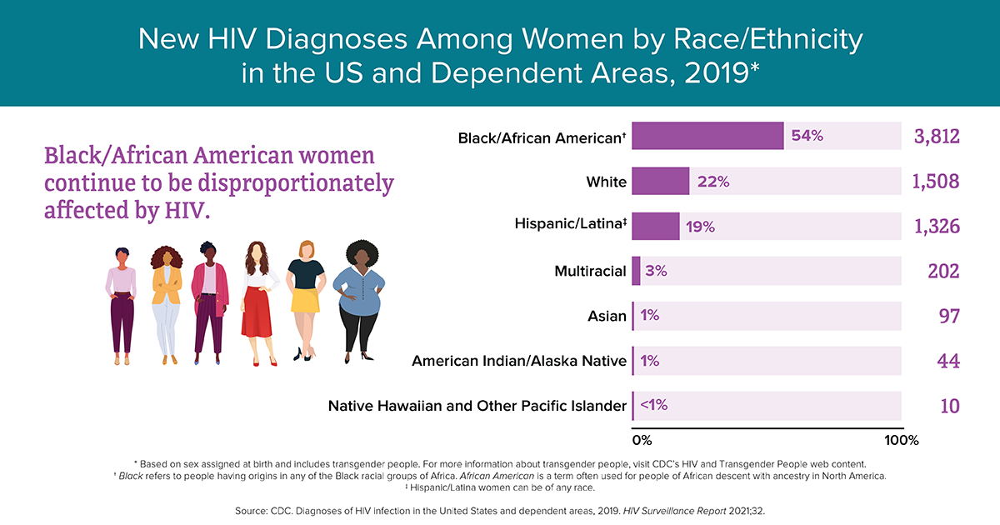 New HIV Diagnoses Among Women by Race/Ethnicity
in the US and Dependent Areas, 2019*
Black/African American women
continue to be disproportionately
affected by HIV.
Black/African American† 54% 3,812
White 22% 1,508
Hispanic/Latina‡ 19% 1,326
Multiracial 3% 202
Asian 1% 97
American Indian/Alaska Native 1% 44
Native Hawaiian and Other Pacific Islander <1% 10
0% 100%
* Based on sex assigned at birth and includes transgender people. For more information about transgender people, visit CDC’s HIV and Transgender People web content.
† Black refers to people having origins in any of the Black racial groups of Africa. African American is a term often used for people of African descent with ancestry in North America.
‡ Hispanic/Latina women can be of any race.
Source: CDC. Diagnoses of HIV infection in the United States and dependent areas, 2019. HIV Surveillance Report 2021;32.